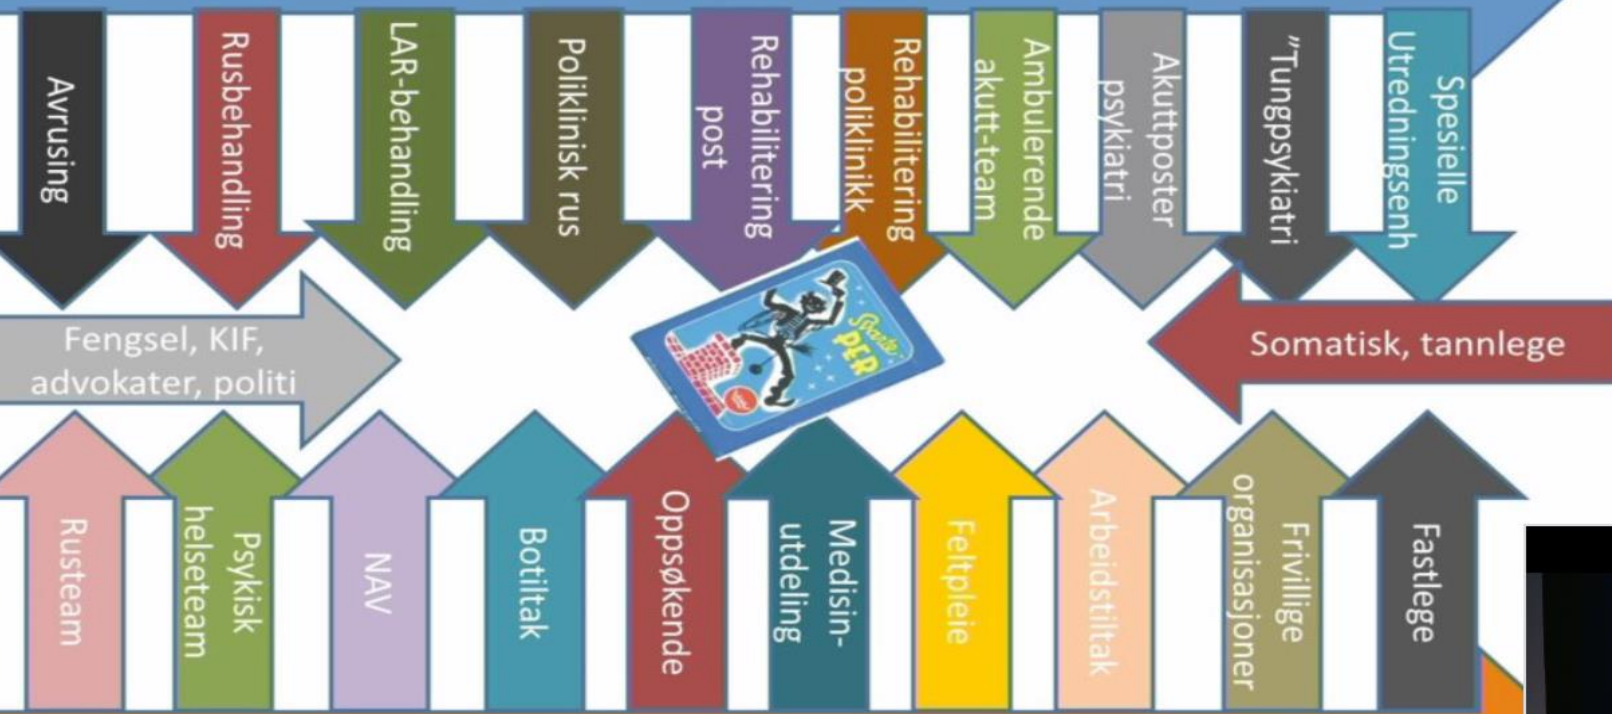 Avrusing
Rusbehandling
LAR-behandling
Poliklinisk rus
Rehabilitering
post
Rehabilitering
poliklinikk
Ambulerende
akutt-team
Akuttposter
psykiatri
"Tungpsykiatri
Spesielle
Utredningsenh
Fengsel, KIF,
advokater, politi
Svarte-
PER
Somatisk, tannlege
Rusteam
Psykisk
helseteam
NAV
Botiltak
Oppsøkende
Medisin-
utdeling
Feltpleie
Arbeidstiltak
Frivillige
organisasjoner
Fastlege